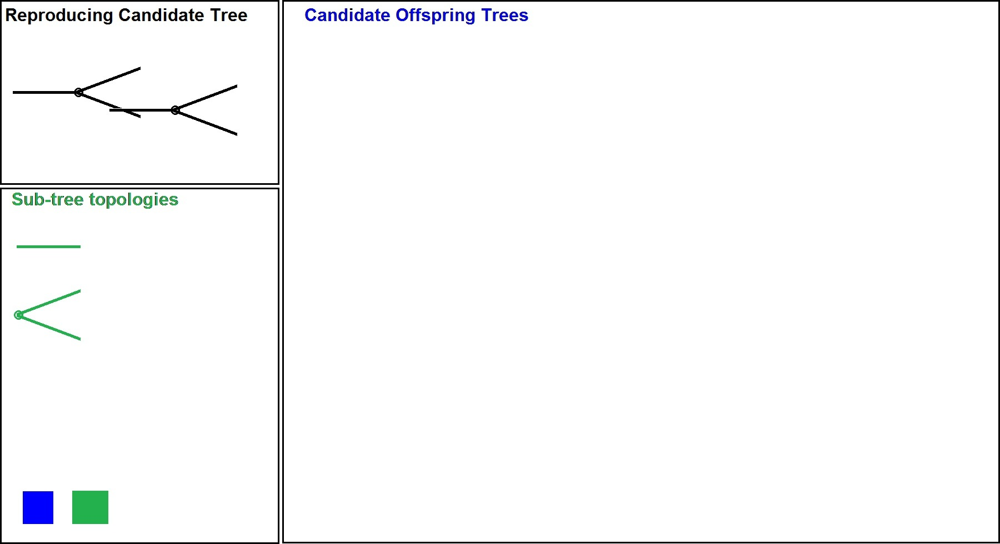 Reproducing Candidate Tree
Candidate Offspring Trees
Sub-tree topologies